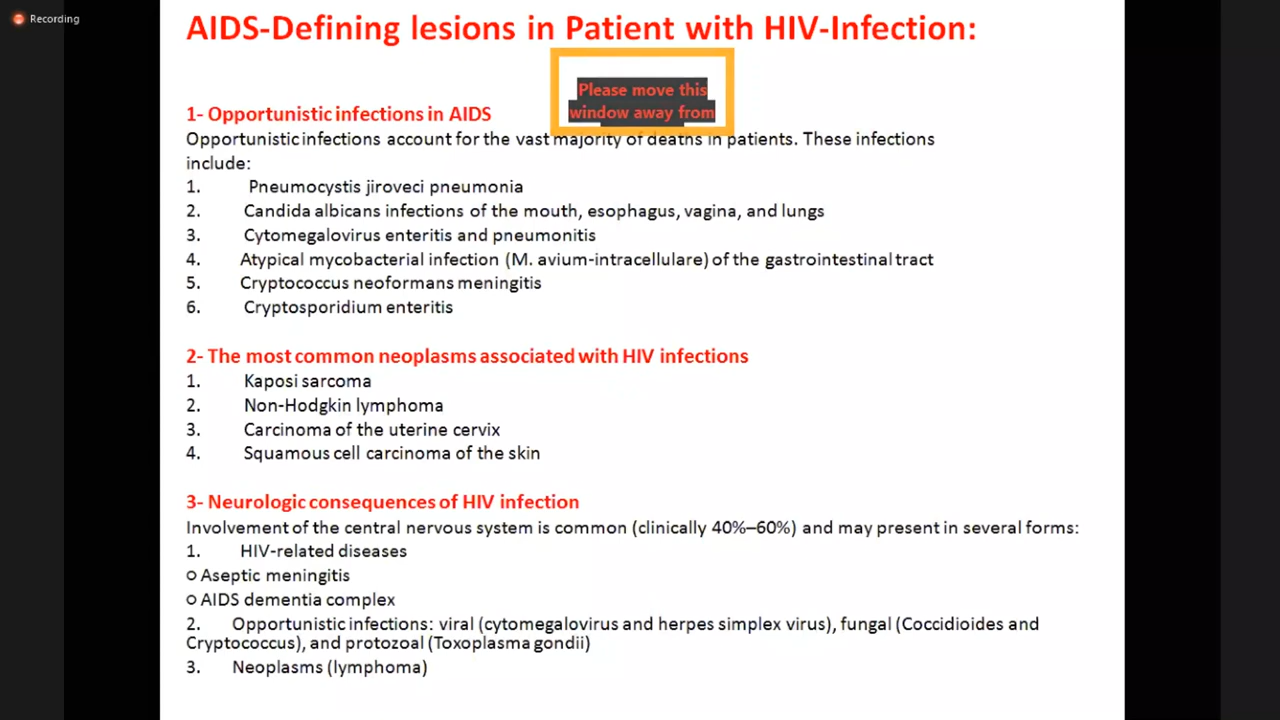 Recording
AIDS-Defining lesions in Patient with HIV-Infection:
Please move this
window away from
1- Opportunistic infections in AIDS
Opportunistic infections account for the vast majority of deaths in patients. These infections
include:
1. Pneumocystis jiroveci pneumonia
2. Candida albicans infections of the mouth, esophagus, vagina, and lungs
3. Cytomegalovirus enteritis and pneumonitis
4. Atypical mycobacterial infection (M. avium-intracellulare) of the gastrointestinal tract
5. Cryptococcus neoformans meningitis
6. Cryptosporidium enteritis
2- The most common neoplasms associated with HIV infections
1. Kaposi sarcoma
2. Non-Hodgkin lymphoma
3. Carcinoma of the uterine cervix
4. Squamous cell carcinoma of the skin
3- Neurologic consequences of HIV infection
Involvement of the central nervous system is common (clinically 40%–60%) and may present in several forms:
1. HIV-related diseases
o Aseptic meningitis
o AIDS dementia complex
2. Opportunistic infections: viral (cytomegalovirus and herpes simplex virus), fungal (Coccidioides and
Cryptococcus), and protozoal (Toxoplasma gondii)
3. Neoplasms (lymphoma)